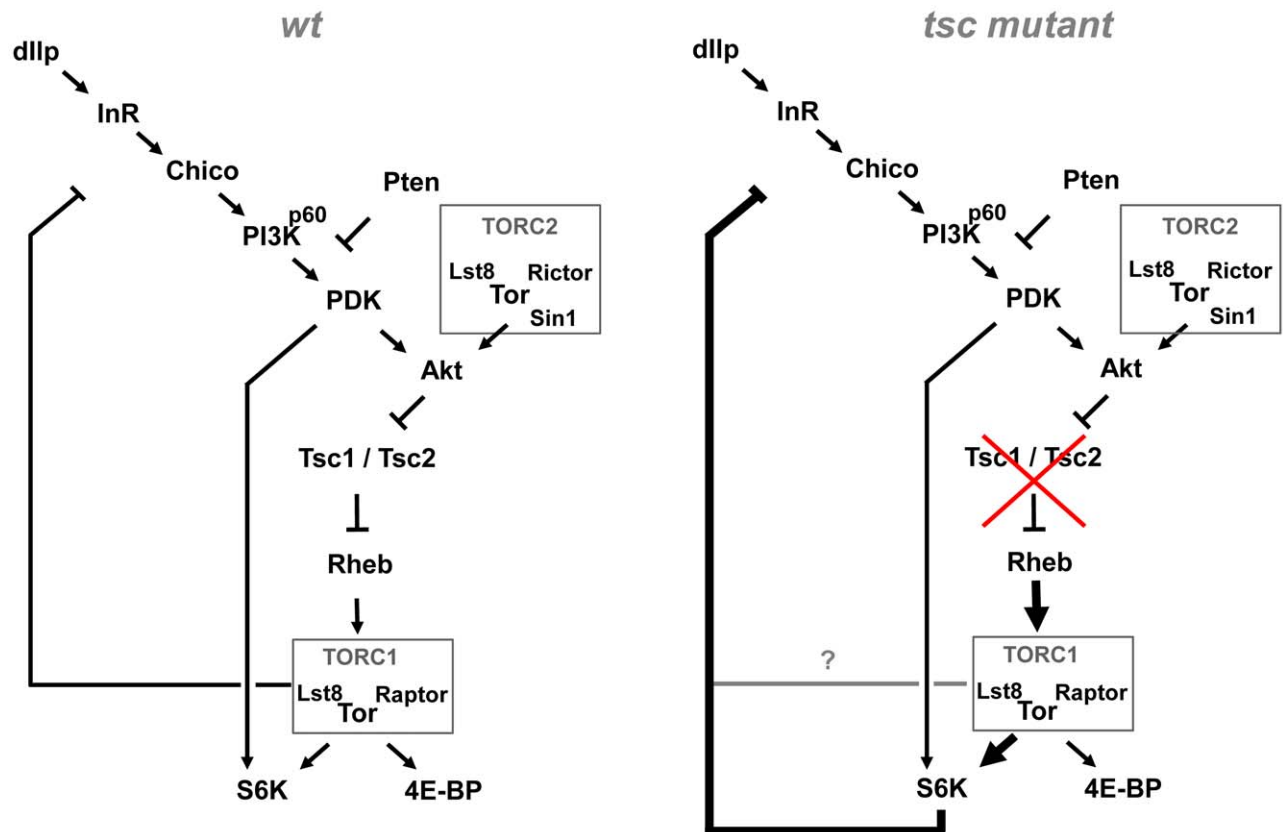 wt
dIlp
InR
Chico
Pten
PI3K p60
TORC2
Lst8 Rictor
Tor
Sin1
PDK
Akt
Tsc1 / Tsc2
Rheb
TORC1
Lst8 Raptor
Tor
S6K
4E-BP
tsc mutant
dIlp
InR
Chico
Pten
PI3K p60
TORC2
Lst8 Rictor
Tor
Sin1
PDK
Akt
Tsc1 / Tsc2
Rheb
?
TORC1
Lst8 Raptor
Tor
S6K
4E-BP